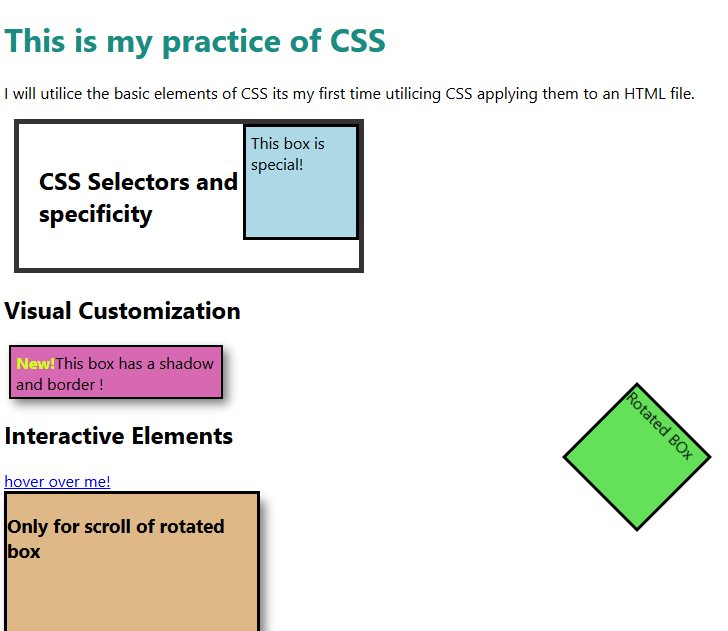 This is my practice of CSS
I will utilice the basic elements of CSS its my first time utilicing CSS applying them to an HTML file.
CSS Selectors and
specificity
This box is
special!
Visual Customization
New!This box has a shadow
and border !
Interactive Elements
Rotated BOx
hover over me!
Only for scroll of rotated
box